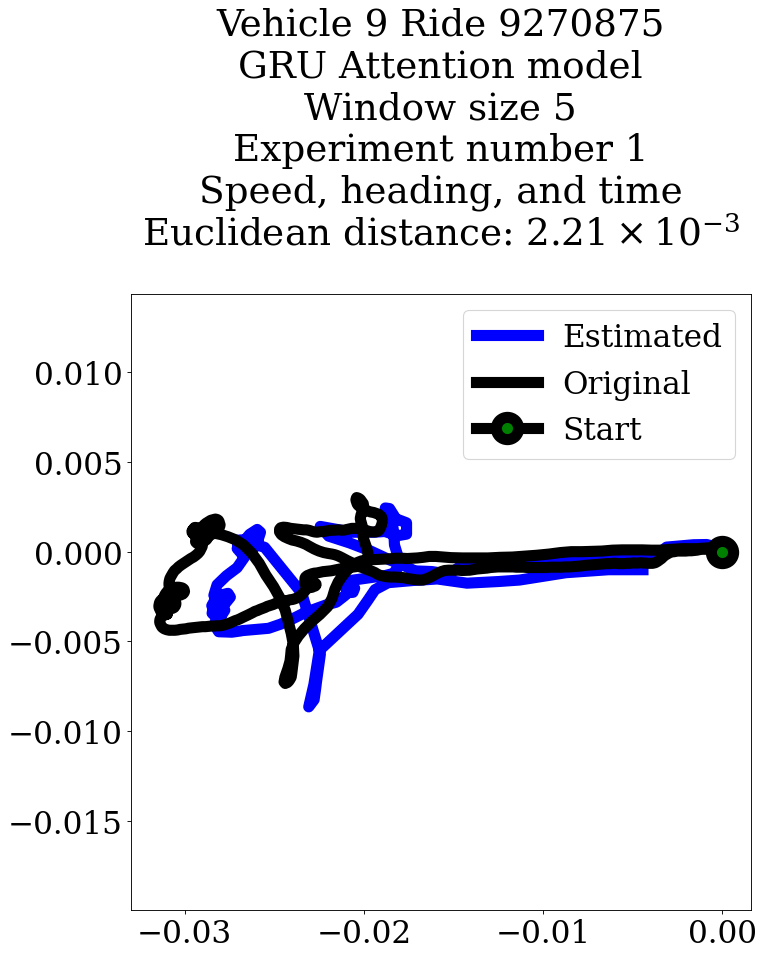 Vehicle 9 Ride 9270875
GRU Attention model
Window size 5
Experiment number 1
Speed, heading, and time
Euclidean distance: 2.21 × 10⁻³
Estimated
Original
Start
0.010
0.005
0.000
−0.005
−0.010
−0.015
−0.03 −0.02 −0.01 0.00